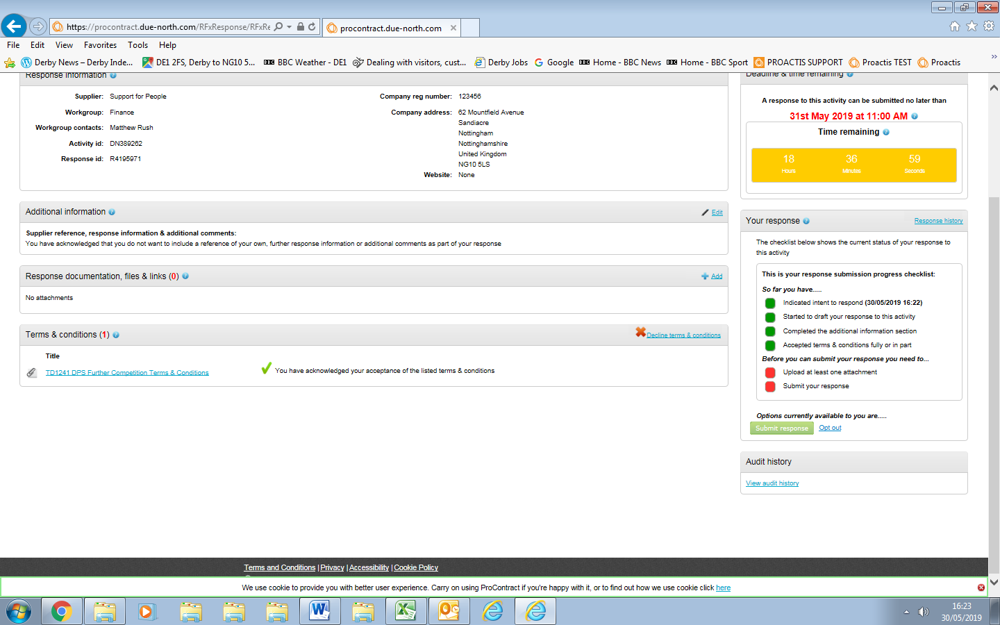 https://procontract.due-north.com/RFxResponse/RFxRe
procontract.due-north.com
File Edit View Favorites Tools Help
Derby News – Derby Inde...
DE1 2FS, Derby to NG10 5...
BBC Weather - DE1
Dealing with visitors, cust...
Derby Jobs
Google
Home - BBC News
Home - BBC Sport
PROACTIS SUPPORT
Proactis TEST
Proactis
Response information
Supplier: Support for People
Workgroup: Finance
Workgroup contacts: Matthew Rush
Activity id: DN389262
Response id: R4195971
Company reg number: 123456
Company address: 62 Mountfield Avenue
Sandiacre
Nottingham
Nottinghamshire
United Kingdom
NG10 5LS
Website: None
Additional information
Edit
Supplier reference, response information & additional comments:
You have acknowledged that you do not want to include a reference of your own, further response information or additional comments as part of your response
Response documentation, files & links (0)
Add
No attachments
Terms & conditions (1)
Decline terms & conditions
Title
TD1241 DPS Further Competition Terms & Conditions
You have acknowledged your acceptance of the listed terms & conditions
Deadline & time remaining
A response to this activity can be submitted no later than
31st May 2019 at 11:00 AM
Time remaining
18 36 59
Hours Minutes Seconds
Your response
Response history
The checklist below shows the current status of your response to
this activity
This is your response submission progress checklist:
So far you have.....
Indicated intent to respond (30/05/2019 16:22)
Started to draft your response to this activity
Completed the additional information section
Accepted terms & conditions fully or in part
Before you can submit your response you need to...
Upload at least one attachment
Submit your response
Options currently available to you are.....
Submit response Opt out
Audit history
View audit history
Terms and Conditions | Privacy | Accessibility | Cookie Policy
We use cookie to provide you with better user experience. Carry on using ProContract if you're happy with it, or to find out how we use cookie click here
16:23
30/05/2019